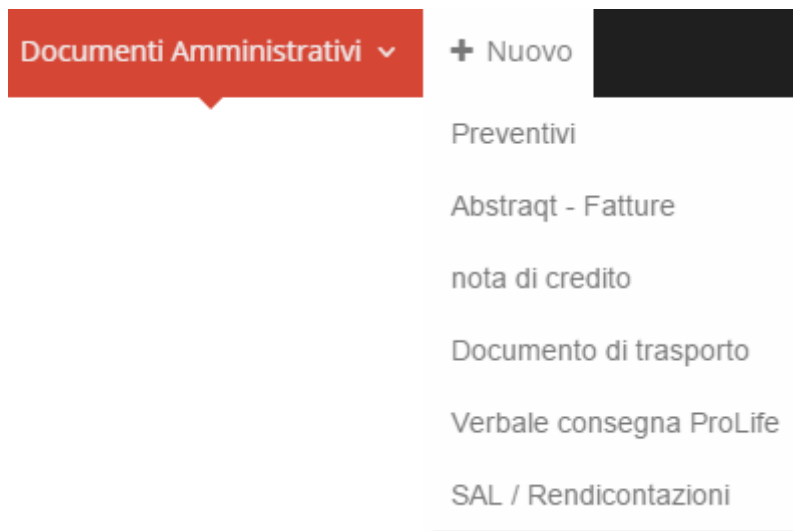 Documenti Amministrativi
+ Nuovo
Preventivi
Abstraqt - Fatture
nota di credito
Documento di trasporto
Verbale consegna ProLife
SAL / Rendicontazioni